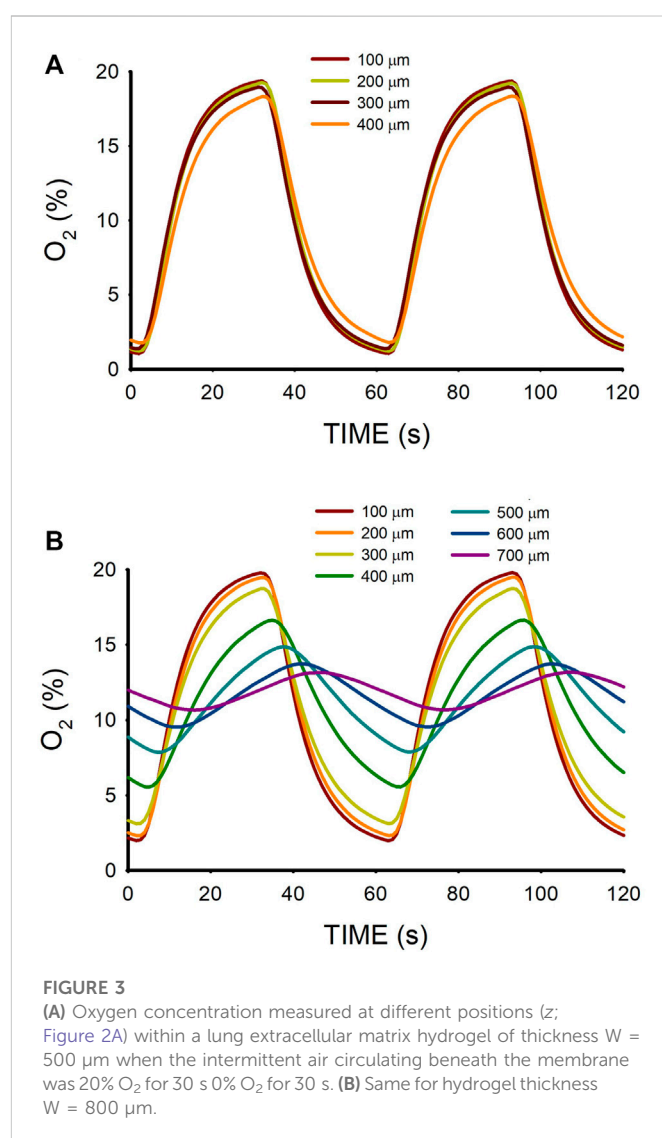 A
100 μm
200 μm
300 μm
400 μm
20
15
10
5
0
O₂ (%)
0 20 40 60 80 100 120
TIME (s)
B
100 μm 500 μm
200 μm 600 μm
300 μm 700 μm
400 μm
20
15
10
5
0
O₂ (%)
0 20 40 60 80 100 120
TIME (s)
FIGURE 3
(A) Oxygen concentration measured at different positions (z;
Figure 2A) within a lung extracellular matrix hydrogel of thickness W =
500 μm when the intermittent air circulating beneath the membrane
was 20% O₂ for 30 s 0% O₂ for 30 s. (B) Same for hydrogel thickness
W = 800 μm.